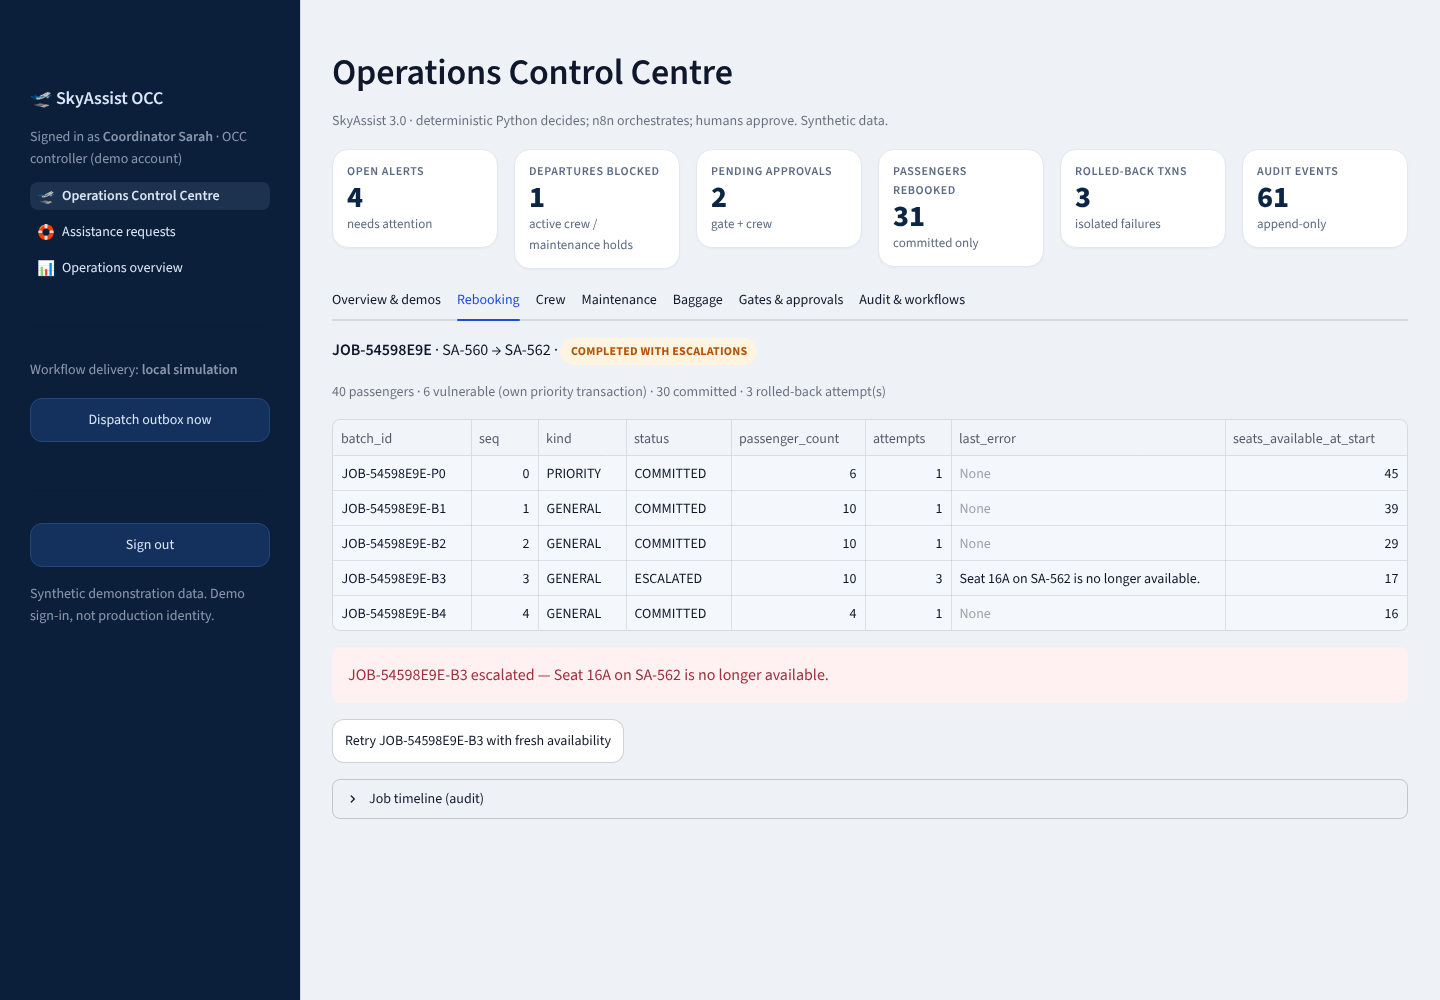 SkyAssist OCC
Signed in as Coordinator Sarah · OCC
controller (demo account)
Operations Control Centre
Assistance requests
Operations overview
Workflow delivery: local simulation
Dispatch outbox now
Sign out
Synthetic demonstration data. Demo
sign-in, not production identity.
Operations Control Centre
SkyAssist 3.0 · deterministic Python decides; n8n orchestrates; humans approve. Synthetic data.
OPEN ALERTS
4
needs attention
DEPARTURES BLOCKED
1
active crew /
maintenance holds
PENDING APPROVALS
2
gate + crew
PASSENGERS
REBOOKED
31
committed only
ROLLED-BACK TXNS
3
isolated failures
AUDIT EVENTS
61
append-only
Overview & demos Rebooking Crew Maintenance Baggage Gates & approvals Audit & workflows
JOB-54598E9E · SA-560 → SA-562 · COMPLETED WITH ESCALATIONS
40 passengers · 6 vulnerable (own priority transaction) · 30 committed · 3 rolled-back attempt(s)
batch_id seq kind status passenger_count attempts last_error seats_available_at_start
JOB-54598E9E-P0 0 PRIORITY COMMITTED 6 1 None 45
JOB-54598E9E-B1 1 GENERAL COMMITTED 10 1 None 39
JOB-54598E9E-B2 2 GENERAL COMMITTED 10 1 None 29
JOB-54598E9E-B3 3 GENERAL ESCALATED 10 3 Seat 16A on SA-562 is no longer available. 17
JOB-54598E9E-B4 4 GENERAL COMMITTED 4 1 None 16
JOB-54598E9E-B3 escalated — Seat 16A on SA-562 is no longer available.
Retry JOB-54598E9E-B3 with fresh availability
Job timeline (audit)